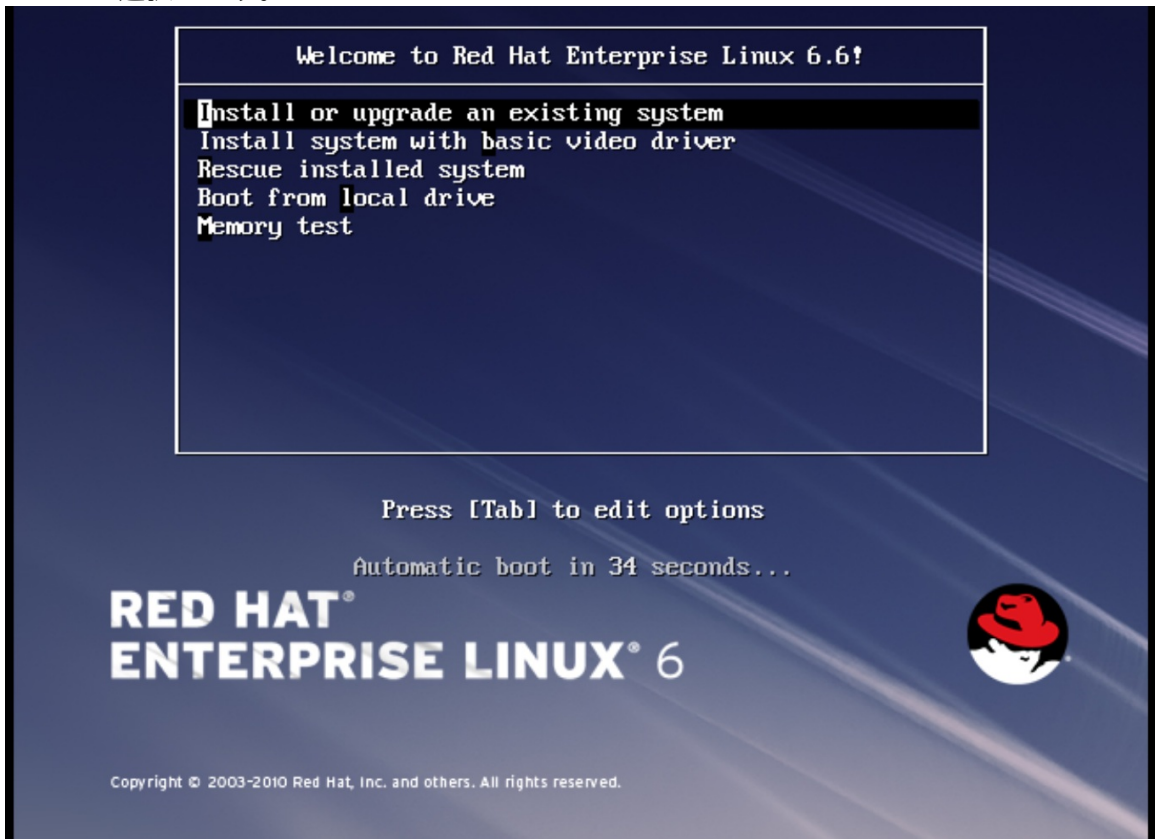 Welcome to Red Hat Enterprise Linux 6.6!
Install or upgrade an existing system
Install system with basic video driver
Rescue installed system
Boot from local drive
Memory test
Press [Tab] to edit options
Automatic boot in 34 seconds...
RED HAT®
ENTERPRISE LINUX® 6
Copyright © 2003-2010 Red Hat, Inc. and others. All rights reserved.